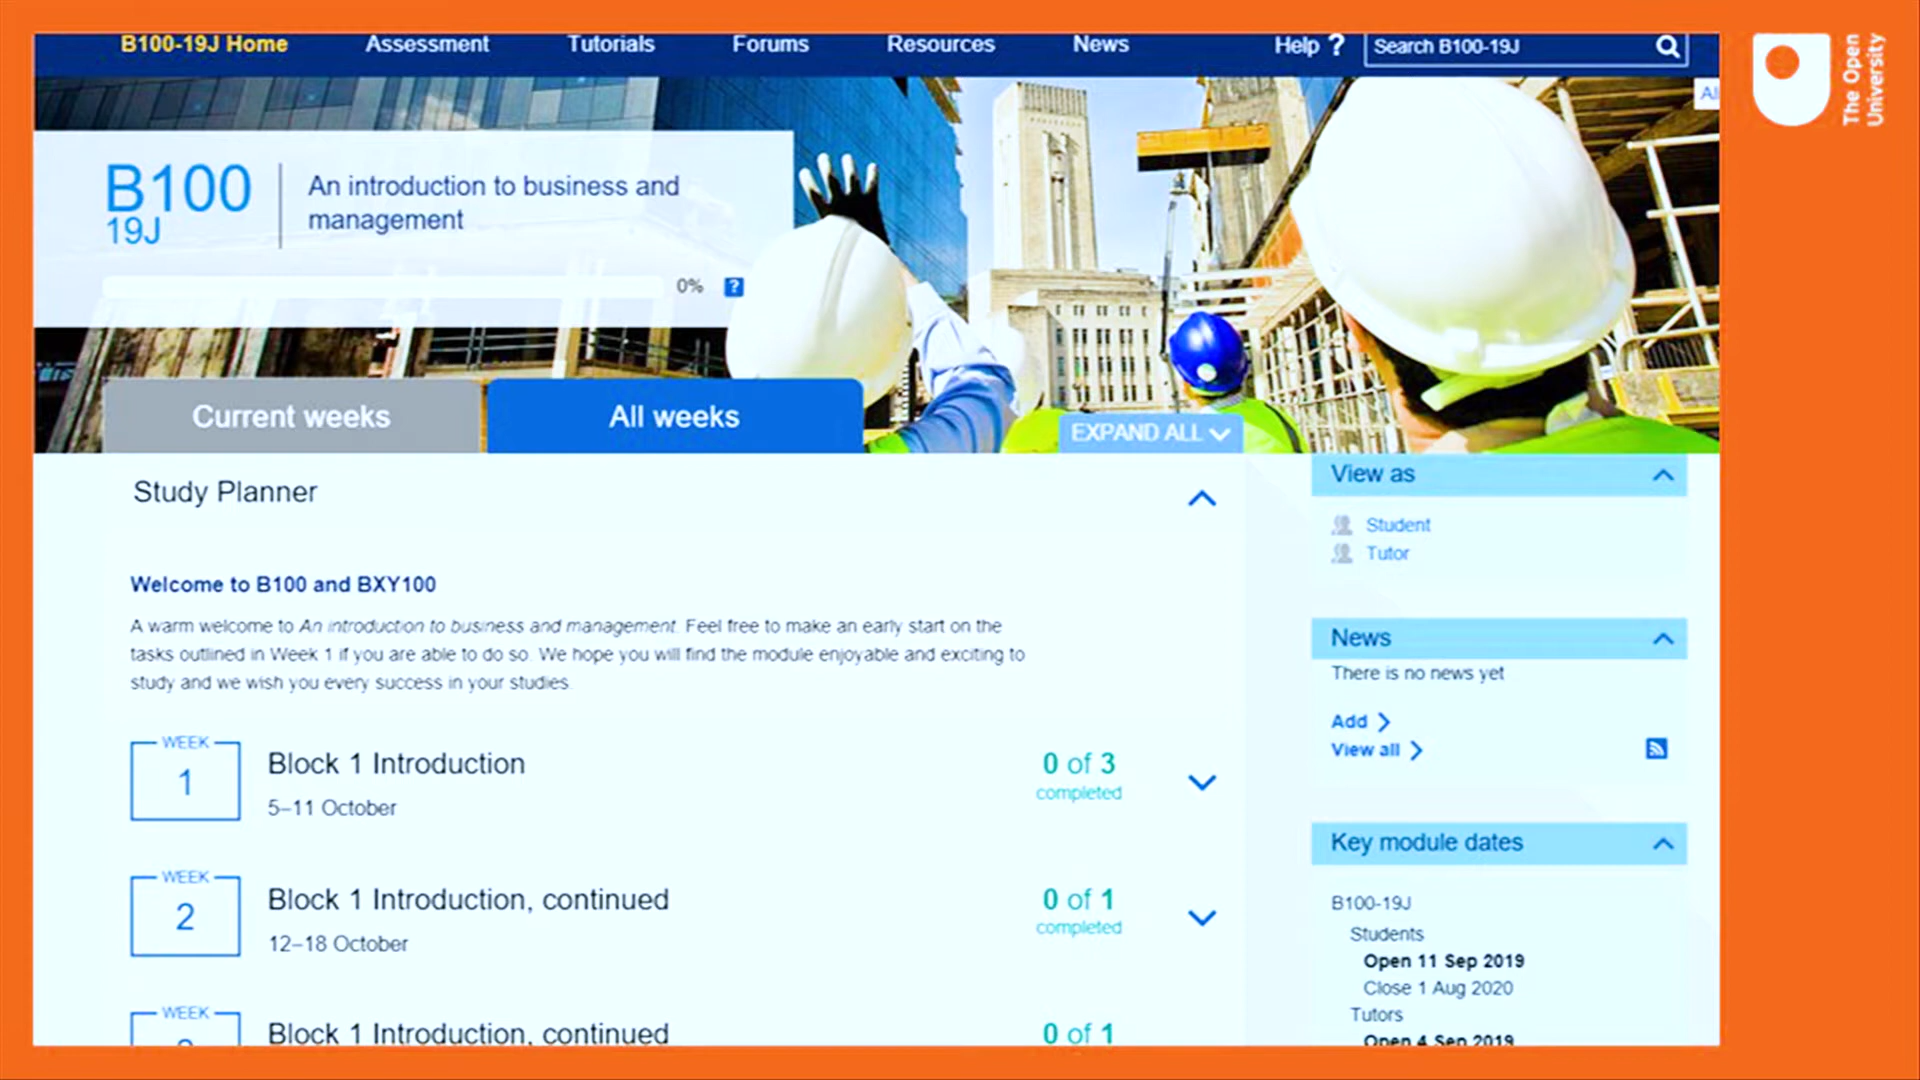 B100-19J Home Assessment Tutorials Forums Resources News Help ? Search B100-19J
The Open
University
B100
19J
An introduction to business and
management
0% ?
Current weeks All weeks EXPAND ALL
Study Planner
Welcome to B100 and BXY100
A warm welcome to An introduction to business and management. Feel free to make an early start on the
tasks outlined in Week 1 if you are able to do so. We hope you will find the module enjoyable and exciting to
study and we wish you every success in your studies.
WEEK
1
Block 1 Introduction
5–11 October
0 of 3
completed
WEEK
2
Block 1 Introduction, continued
12–18 October
0 of 1
completed
WEEK
Block 1 Introduction, continued
0 of 1
View as
Student
Tutor
News
There is no news yet
Add
View all
Key module dates
B100-19J
Students
Open 11 Sep 2019
Close 1 Aug 2020
Tutors
Open 4 Sep 2019